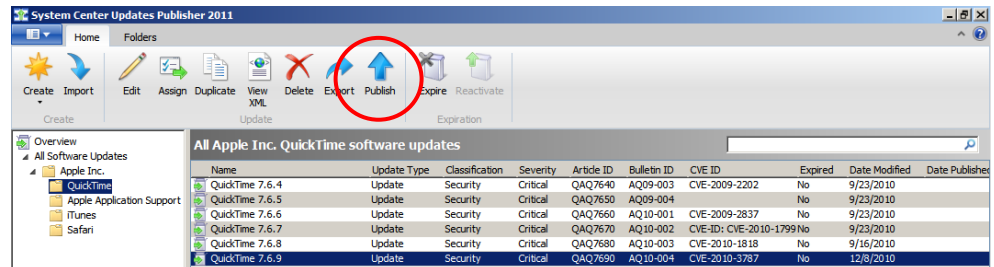 System Center Updates Publisher 2011
Home Folders
Create Import Edit Assign Duplicate View XML Delete Export Publish Expire Reactivate
Create Update Expiration
Overview
All Software Updates
Apple Inc.
QuickTime
Apple Application Support
iTunes
Safari
All Apple Inc. QuickTime software updates
Name Update Type Classification Severity Article ID Bulletin ID CVE ID Expired Date Modified Date Published
QuickTime 7.6.4 Update Security Critical QAQ7640 AQ09-003 CVE-2009-2202 No 9/23/2010
QuickTime 7.6.5 Update Security Critical QAQ7650 AQ09-004 No 9/23/2010
QuickTime 7.6.6 Update Security Critical QAQ7660 AQ10-001 CVE-2009-2837 No 9/23/2010
QuickTime 7.6.7 Update Security Critical QAQ7670 AQ10-002 CVE-ID: CVE-2010-1799 No 9/23/2010
QuickTime 7.6.8 Update Security Critical QAQ7680 AQ10-003 CVE-2010-1818 No 9/16/2010
QuickTime 7.6.9 Update Security Critical QAQ7690 AQ10-004 CVE-2010-3787 No 12/8/2010